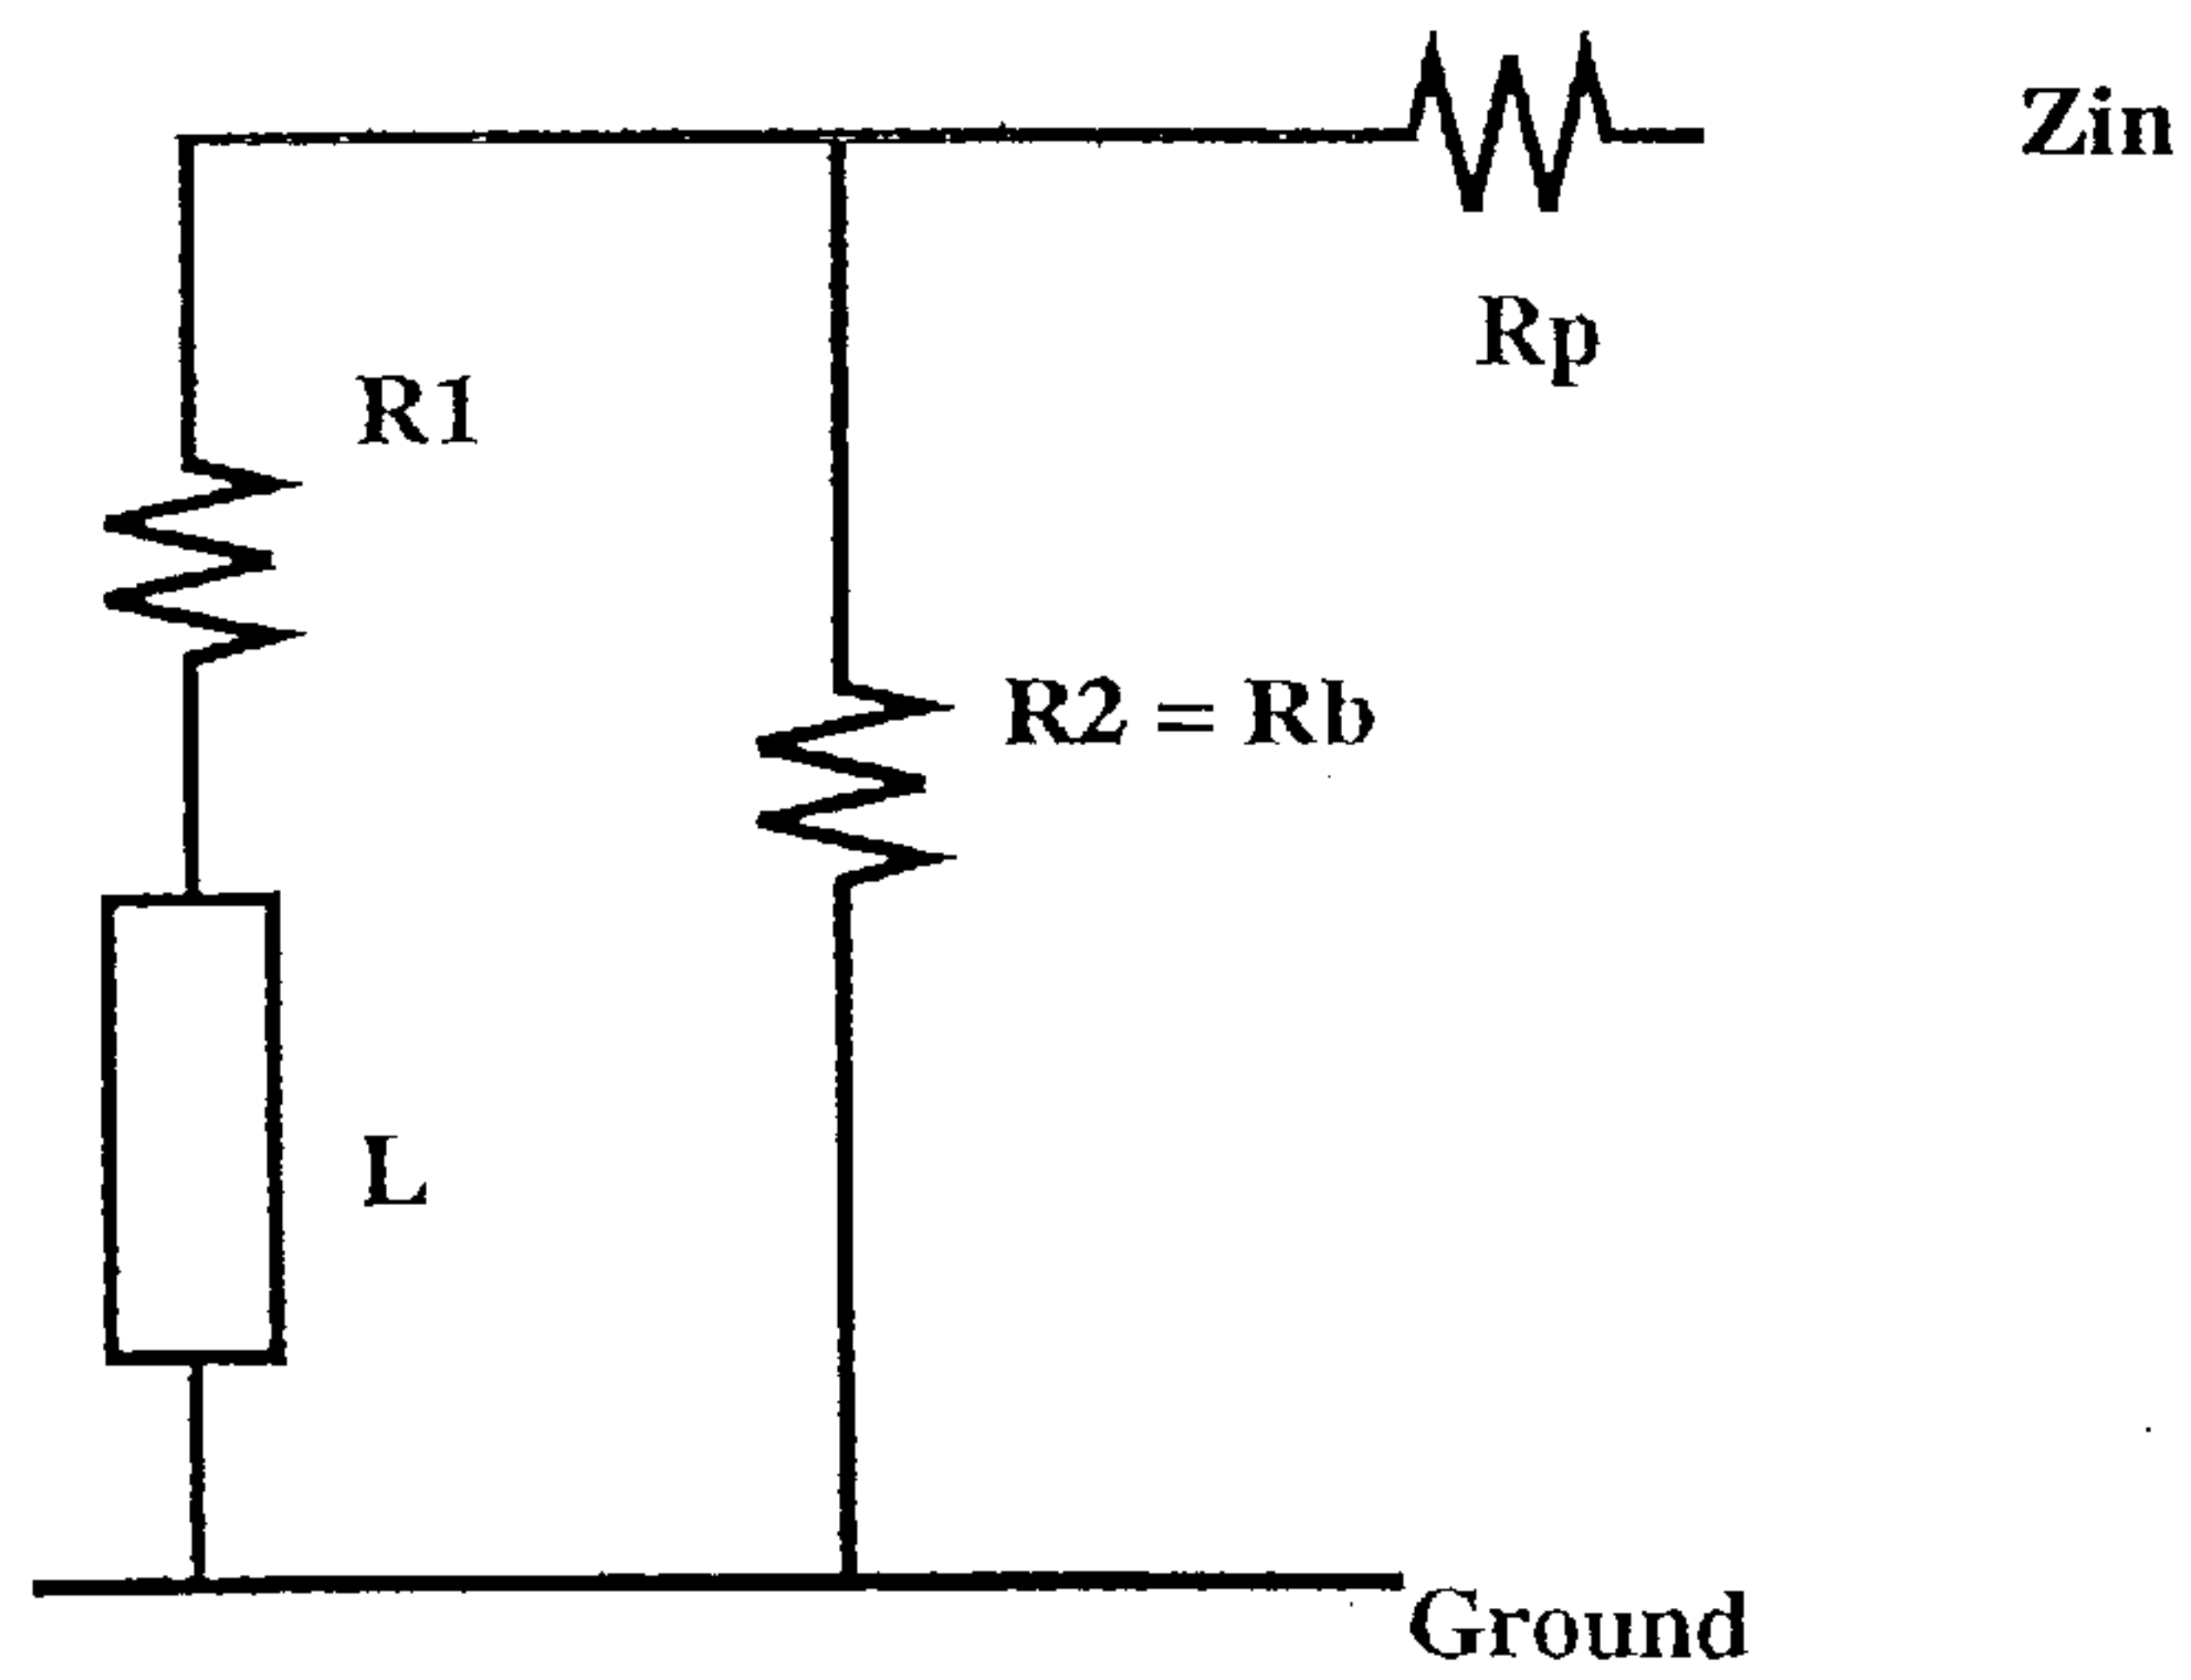 Zin
Rp
R1
R2 = Rb
L
Ground